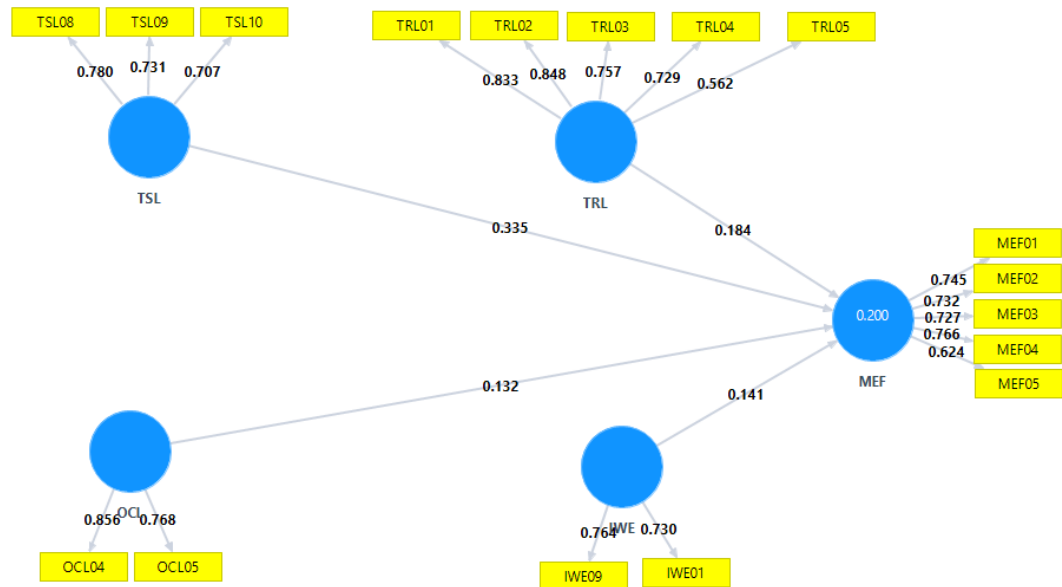 TSL08 TSL09 TSL10
0.780 0.731 0.707
TSL
TRL01 TRL02 TRL03 TRL04 TRL05
0.833 0.848 0.757 0.729 0.562
TRL
0.335
0.184
MEF01
MEF02
MEF03
MEF04
MEF05
0.745
0.732
0.727
0.766
0.624
0.200
MEF
0.132
0.141
OCL
0.856 0.768
OCL04 OCL05
IWE
0.764 0.730
IWE09 IWE01